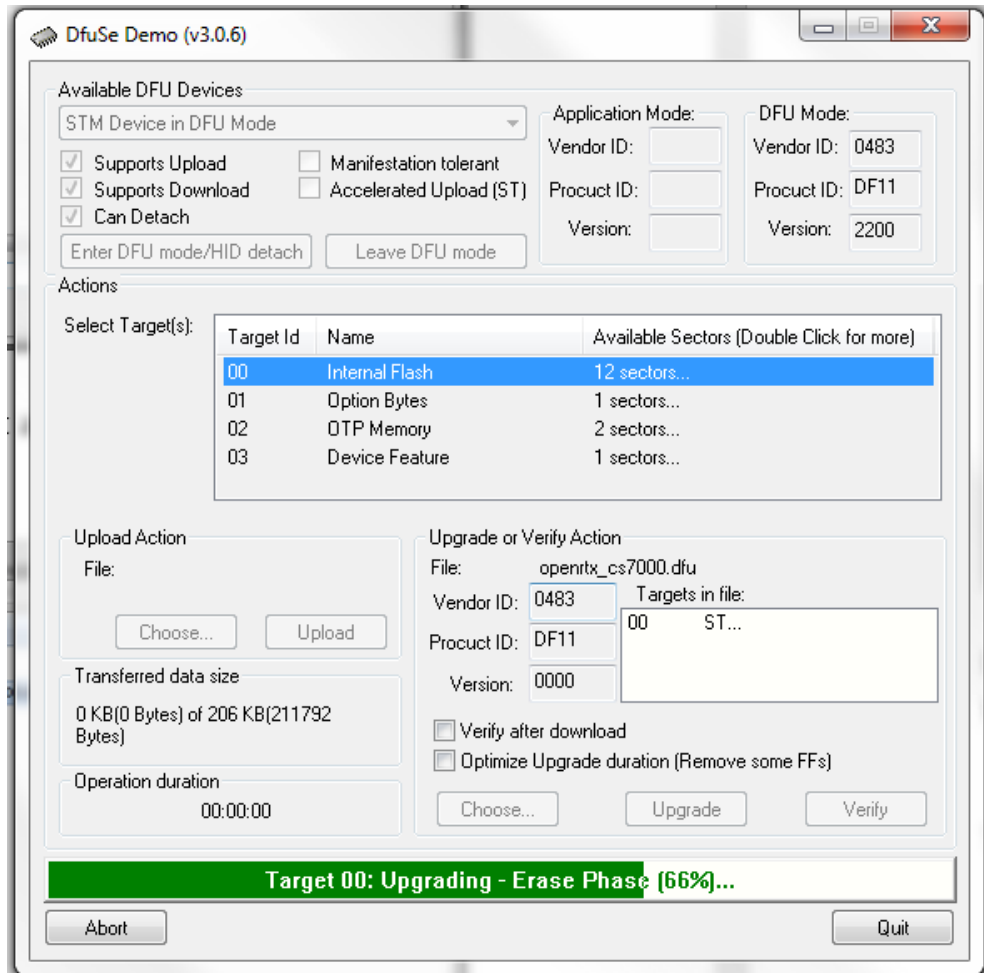 DfuSe Demo (v3.0.6)
Available DFU Devices
STM Device in DFU Mode
Supports Upload
Manifestation tolerant
Supports Download
Accelerated Upload (ST)
Can Detach
Enter DFU mode/HID detach
Leave DFU mode
Application Mode:
Vendor ID:
Procuct ID:
Version:
DFU Mode:
Vendor ID: 0483
Procuct ID: DF11
Version: 2200
Actions
Select Target(s):
Target Id Name Available Sectors (Double Click for more)
00 Internal Flash 12 sectors...
01 Option Bytes 1 sectors...
02 OTP Memory 2 sectors...
03 Device Feature 1 sectors...
Upload Action
File:
Choose... Upload
Transferred data size
0 KB(0 Bytes) of 206 KB(211792
Bytes)
Operation duration
00:00:00
Upgrade or Verify Action
File: openrtx_cs7000.dfu
Vendor ID: 0483
Procuct ID: DF11
Version: 0000
Targets in file:
00 ST...
Verify after download
Optimize Upgrade duration (Remove some FFs)
Choose... Upgrade Verify
Target 00: Upgrading - Erase Phase (66%)...
Abort Quit